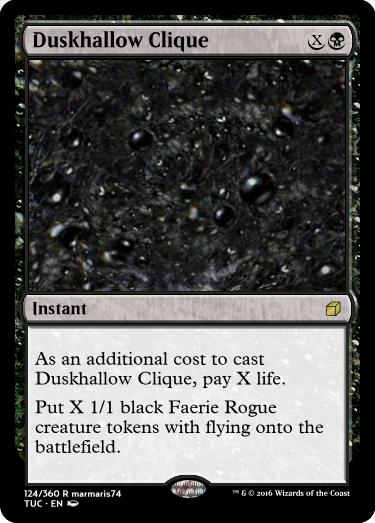 Duskhallow Clique X
Instant
As an additional cost to cast
Duskhallow Clique, pay X life.
Put X 1/1 black Faerie Rogue
creature tokens with flying onto the
battlefield.
124/360 R marmaris74
TUC · EN
™ & © 2016 Wizards of the Coast